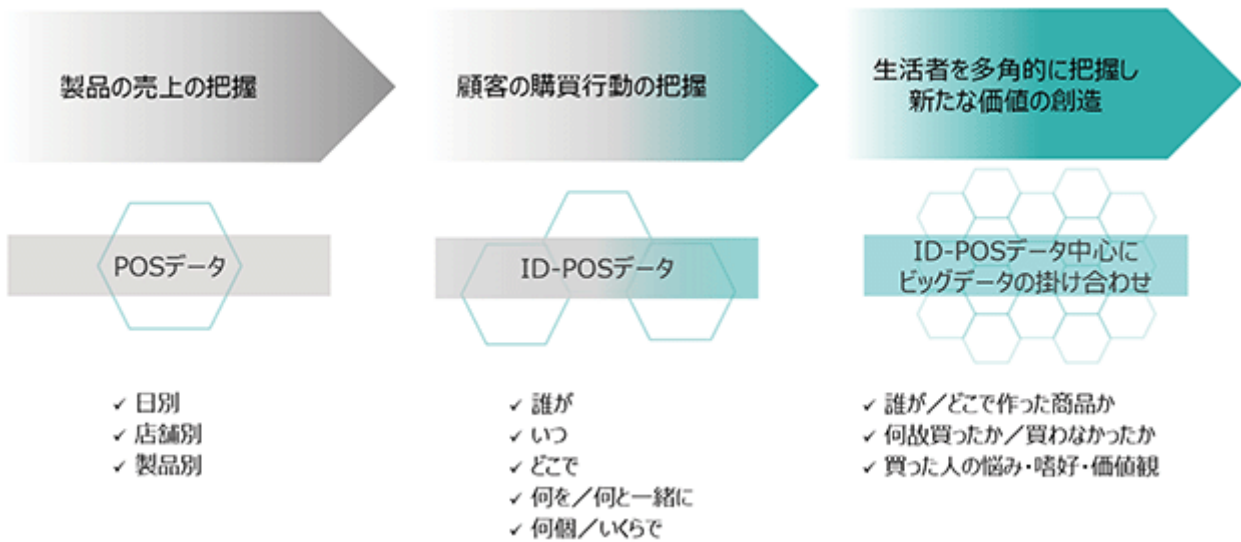 製品の売上の把握
顧客の購買行動の把握
生活者を多角的に把握し
新たな価値の創造
POSデータ
ID-POSデータ
ID-POSデータ中心に
ビッグデータの掛け合わせ
✓ 日別
✓ 店舗別
✓ 製品別
✓ 誰が
✓ いつ
✓ どこで
✓ 何を／何と一緒に
✓ 何個／いくらで
✓ 誰が／どこで作った商品か
✓ 何故買ったか／買わなかったか
✓ 買った人の悩み・嗜好・価値観